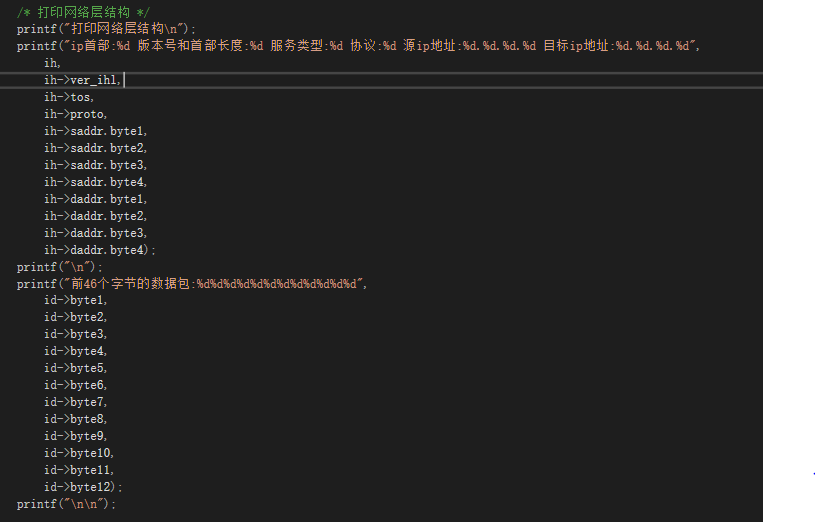 /* 打印网络层结构 */
printf("打印网络层结构\n");
printf("ip首部:%d 版本号和首部长度:%d 服务类型:%d 协议:%d 源ip地址:%d.%d.%d.%d 目标ip地址:%d.%d.%d.%d",
ih,
ih->ver_ihl,
ih->tos,
ih->proto,
ih->saddr.byte1,
ih->saddr.byte2,
ih->saddr.byte3,
ih->saddr.byte4,
ih->daddr.byte1,
ih->daddr.byte2,
ih->daddr.byte3,
ih->daddr.byte4);
printf("\n");
printf("前46个字节的数据包:%d%d%d%d%d%d%d%d%d%d%d%d",
id->byte1,
id->byte2,
id->byte3,
id->byte4,
id->byte5,
id->byte6,
id->byte7,
id->byte8,
id->byte9,
id->byte10,
id->byte11,
id->byte12);
printf("\n\n");